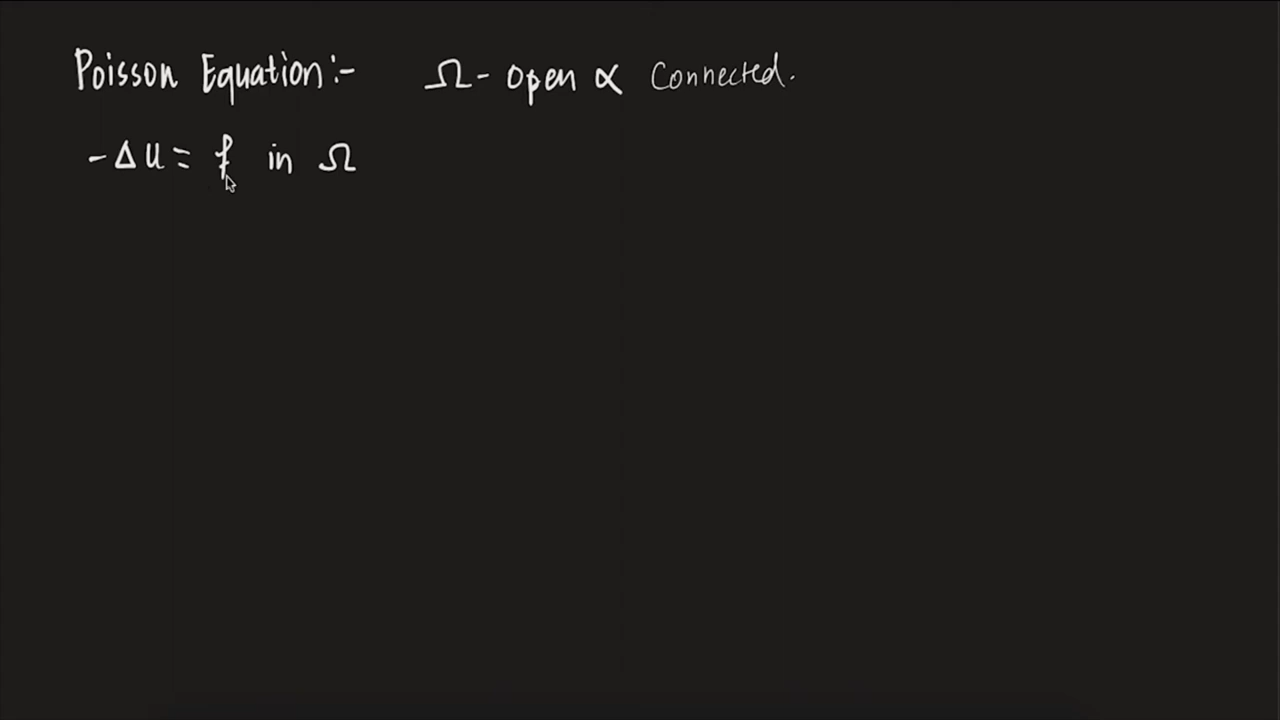 Poisson Equation:- Ω - Open & Connected.
-Δu = f in Ω